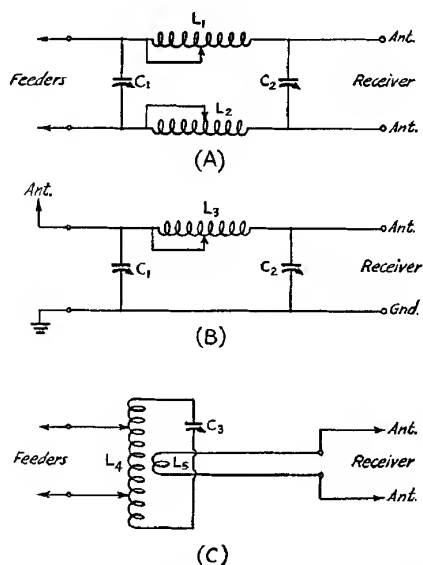 L₁
Ant.
Feeders
C₁
C₂
Receiver
L₂
Ant.
(A)
Ant.
L₃
Ant.
C₁
C₂
Receiver
Gnd.
(B)
C₃
Ant.
Feeders
L₄
L₅
Receiver
Ant.
(C)